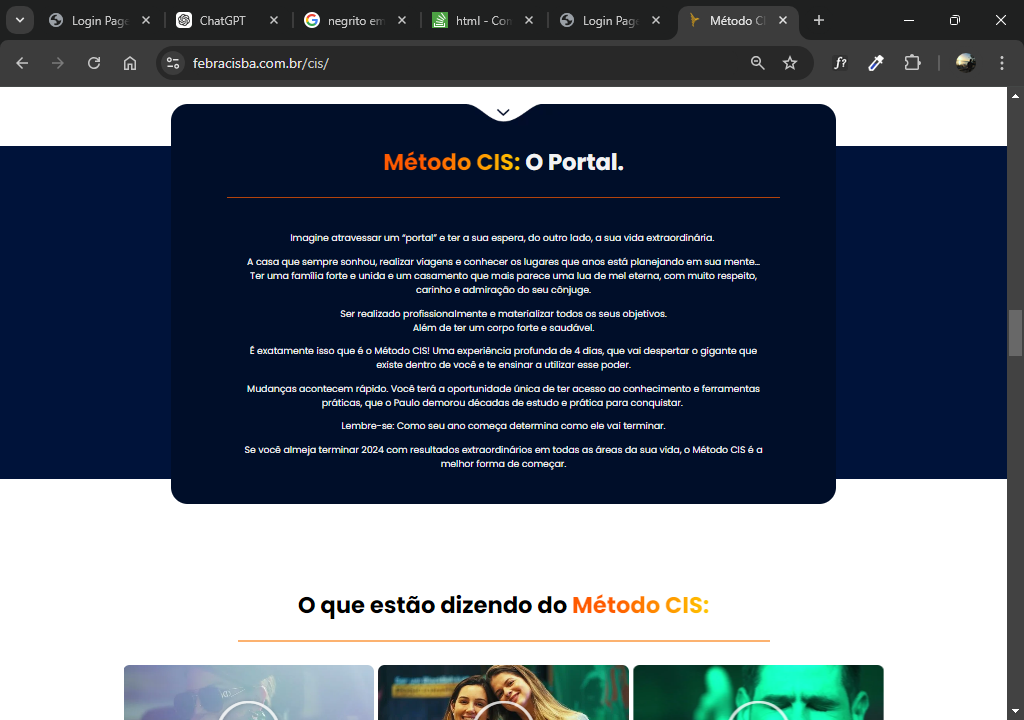 Login Page
ChatGPT
negrito em
html - Con
Login Page
Método CI
febracisba.com.br/cis/
f?
Método CIS: O Portal.
Imagine atravessar um “portal” e ter a sua espera, do outro lado, a sua vida extraordinária.
A casa que sempre sonhou, realizar viagens e conhecer os lugares que anos está planejando em sua mente...
Ter uma família forte e unida e um casamento que mais parece uma lua de mel eterna, com muito respeito,
carinho e admiração do seu cônjuge.
Ser realizado profissionalmente e materializar todos os seus objetivos.
Além de ter um corpo forte e saudável.
É exatamente isso que é o Método CIS! Uma experiência profunda de 4 dias, que vai despertar o gigante que
existe dentro de você e te ensinar a utilizar esse poder.
Mudanças acontecem rápido. Você terá a oportunidade única de ter acesso ao conhecimento e ferramentas
práticas, que o Paulo demorou décadas de estudo e prática para conquistar.
Lembre-se: Como seu ano começa determina como ele vai terminar.
Se você almeja terminar 2024 com resultados extraordinários em todas as áreas da sua vida, o Método CIS é a
melhor forma de começar.
O que estão dizendo do Método CIS: